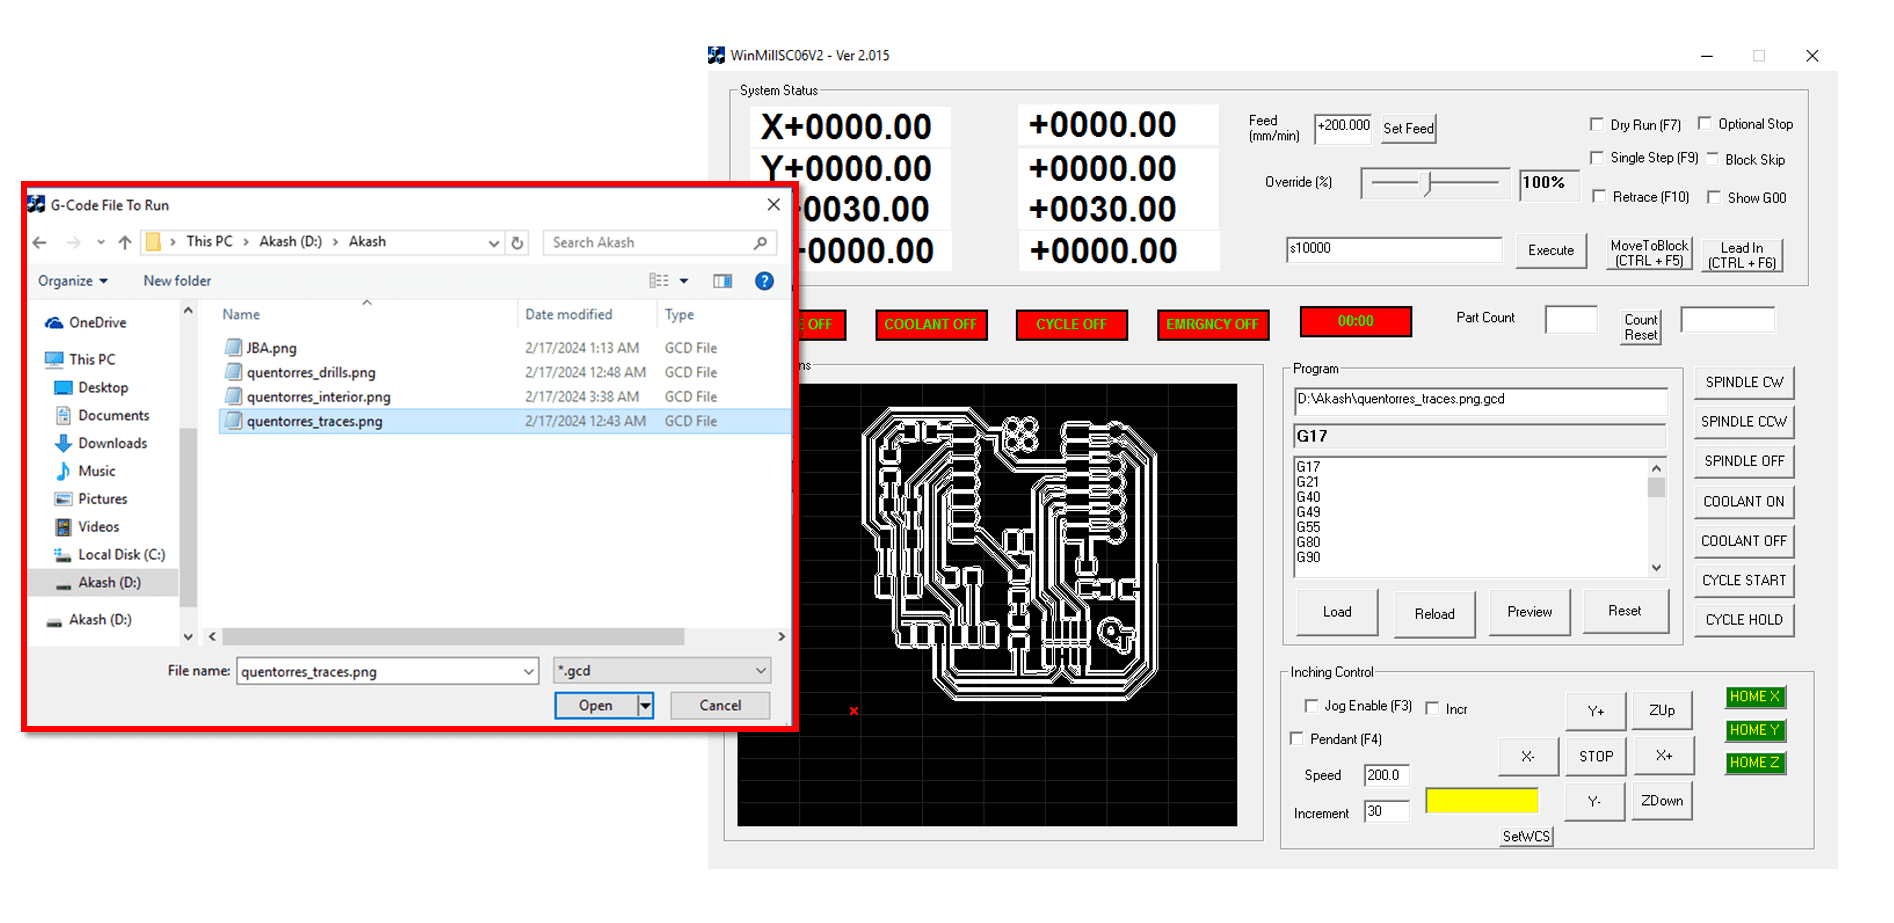 WinMillSC06V2 - Ver 2.015
System Status
X+0000.00
+0000.00
Y+0000.00
+0000.00
+0030.00
+0030.00
+0000.00
+0000.00
Feed (mm/min)
+200.000
Set Feed
Override (%)
100%
Dry Run (F7)
Optional Stop
Single Step (F9)
Block Skip
Retrace (F10)
Show G00
s10000
Execute
MoveToBlock (CTRL + F5)
Lead In (CTRL + F6)
OFF
COOLANT OFF
CYCLE OFF
EMRGNCY OFF
00:00
Part Count
Count Reset
G-Code File To Run
This PC
Akash (D:)
Akash
Search Akash
Organize
New folder
Name
Date modified
Type
OneDrive
This PC
Desktop
Documents
Downloads
Music
Pictures
Videos
Local Disk (C:)
Akash (D:)
Akash (D:)
JBA.png 2/17/2024 1:13 AM GCD File
quentorres_drills.png 2/17/2024 12:48 AM GCD File
quentorres_interior.png 2/17/2024 3:38 AM GCD File
quentorres_traces.png 2/17/2024 12:43 AM GCD File
File name:
quentorres_traces.png
*.gcd
Open
Cancel
Program
D:\Akash\quentorres_traces.png.gcd
G17
G17
G21
G40
G49
G55
G80
G90
Load
Reload
Preview
Reset
SPINDLE CW
SPINDLE CCW
SPINDLE OFF
COOLANT ON
COOLANT OFF
CYCLE START
CYCLE HOLD
Inching Control
Jog Enable (F3)
Incr
Pendant (F4)
Speed
200.0
Increment
30
Y+
ZUp
X-
STOP
X+
Y-
ZDown
SetWCS
HOME X
HOME Y
HOME Z